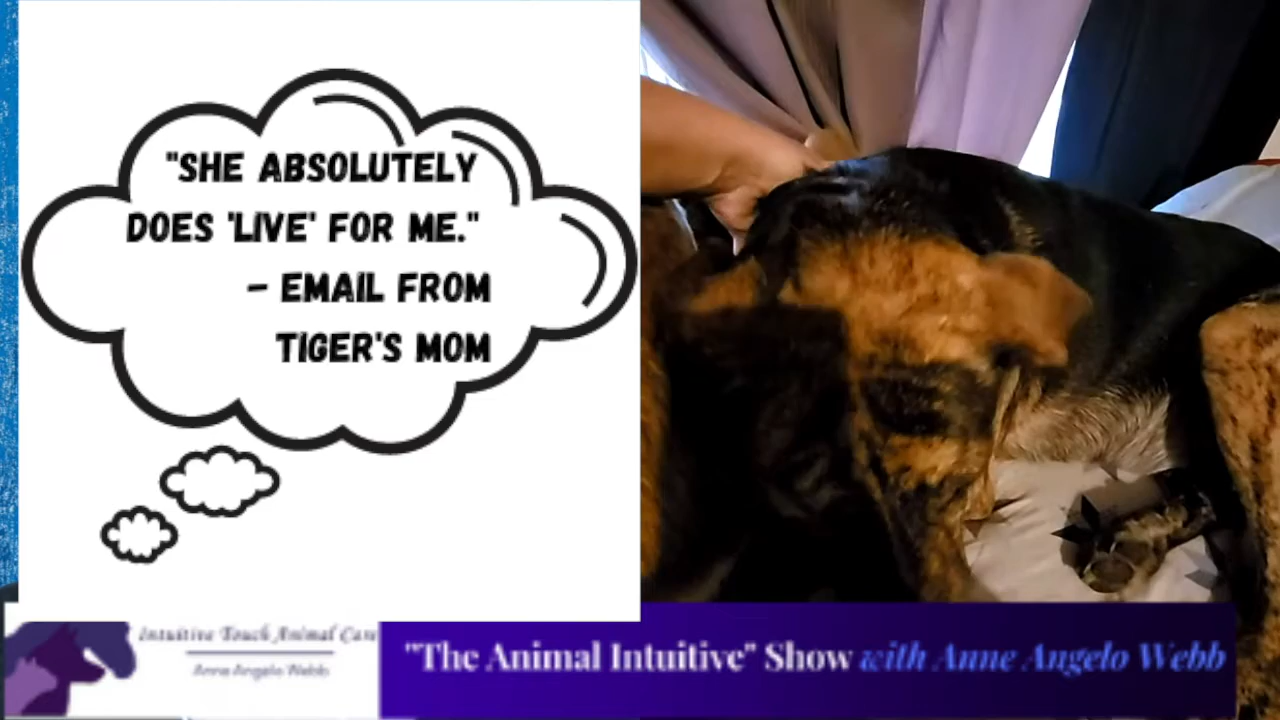 "SHE ABSOLUTELY
DOES 'LIVE' FOR ME."
– EMAIL FROM
TIGER'S MOM
Intuitive Touch Animal Care
Anne Angelo Webb
"The Animal Intuitive" Show with Anne Angelo Webb